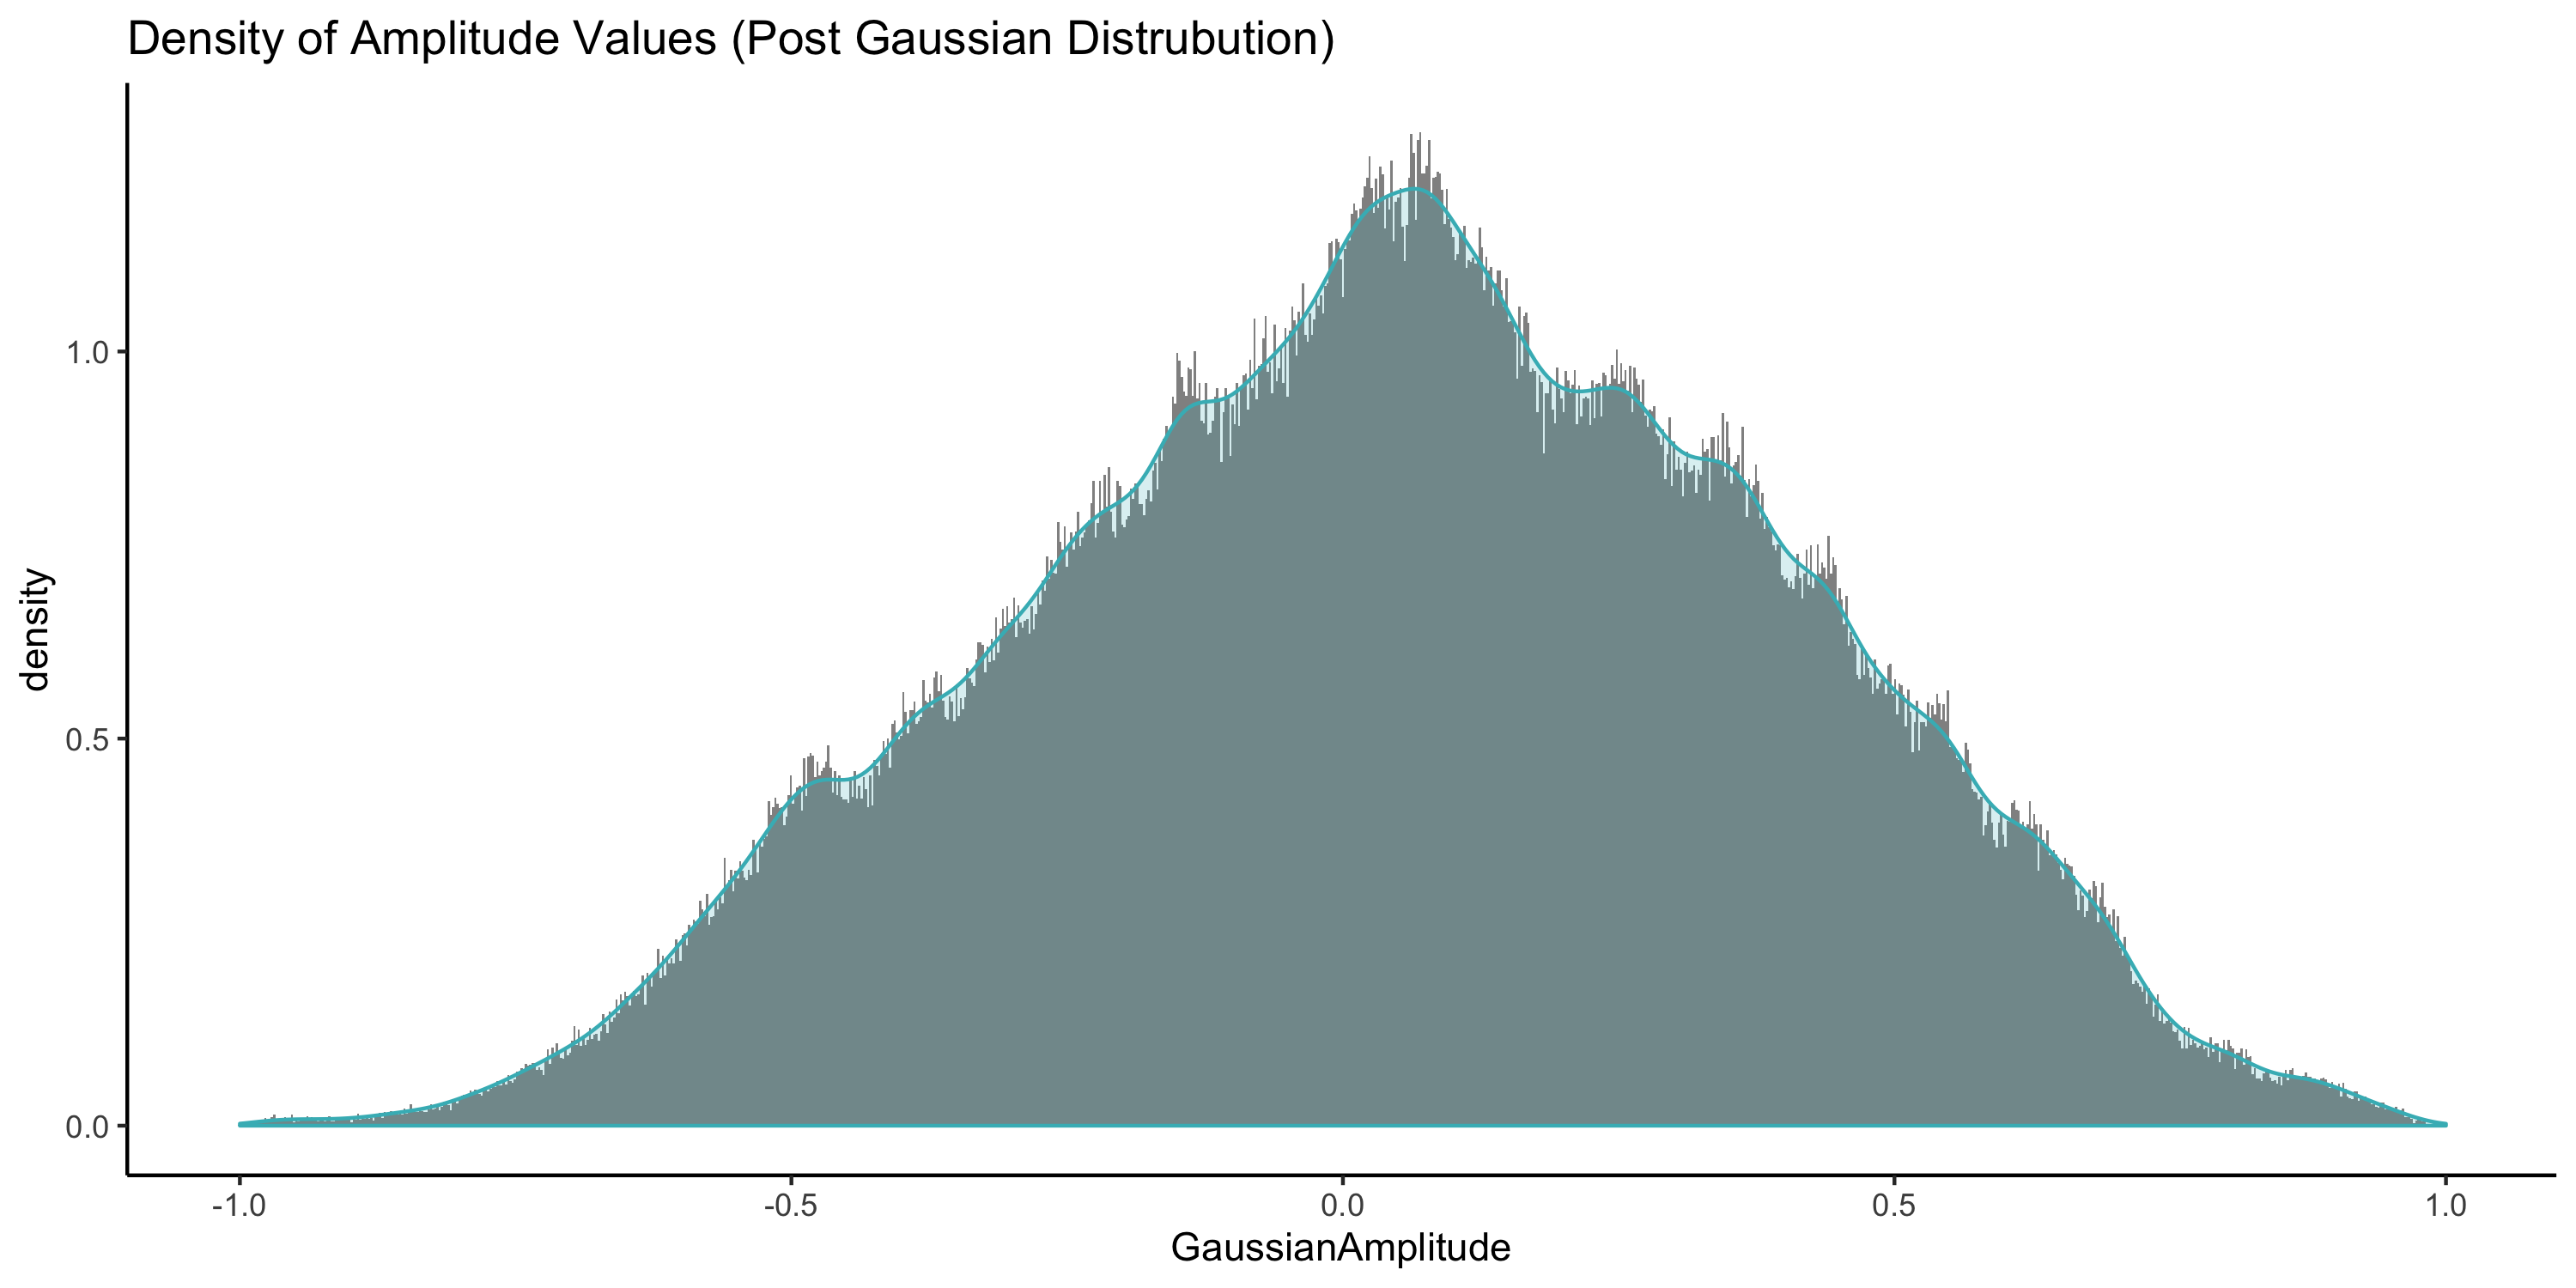 Density of Amplitude Values (Post Gaussian Distrubution)
density
1.0
0.5
0.0
-1.0 -0.5 0.0 0.5 1.0
GaussianAmplitude